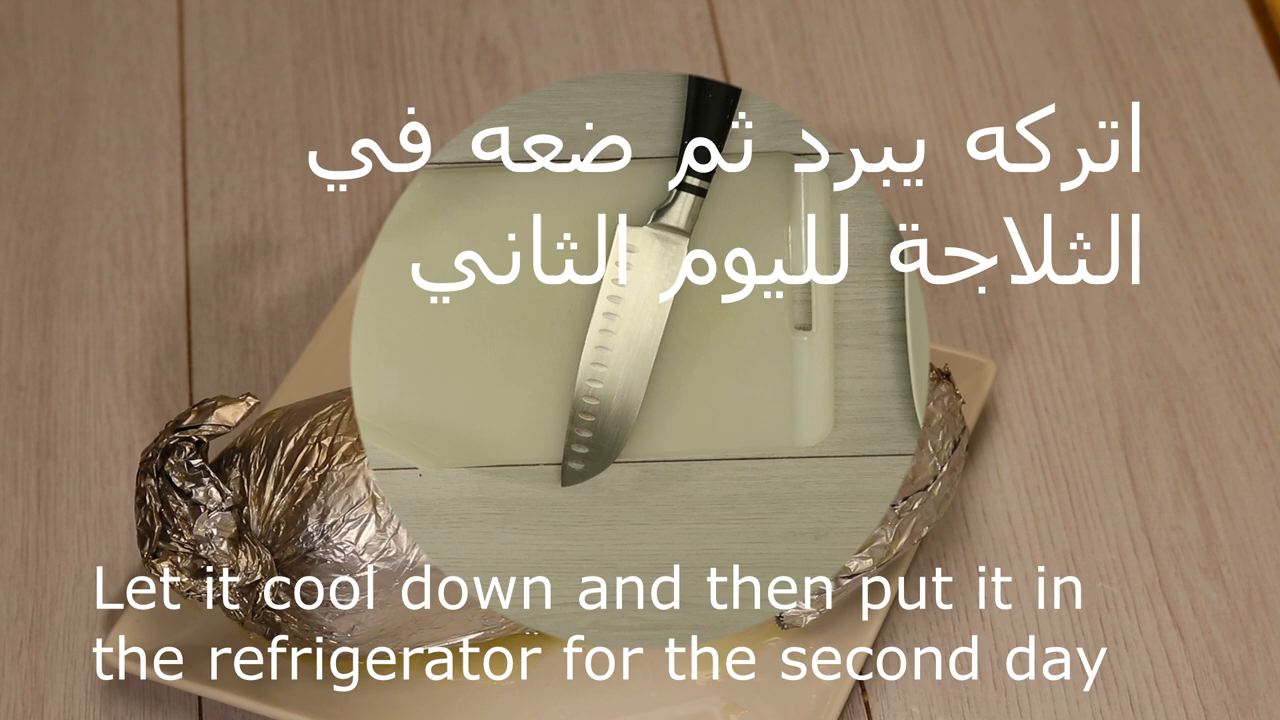 اتركه يبرد ثم ضعه في
الثلاجة لليوم الثاني
Let it cool down and then put it in
the refrigerator for the second day